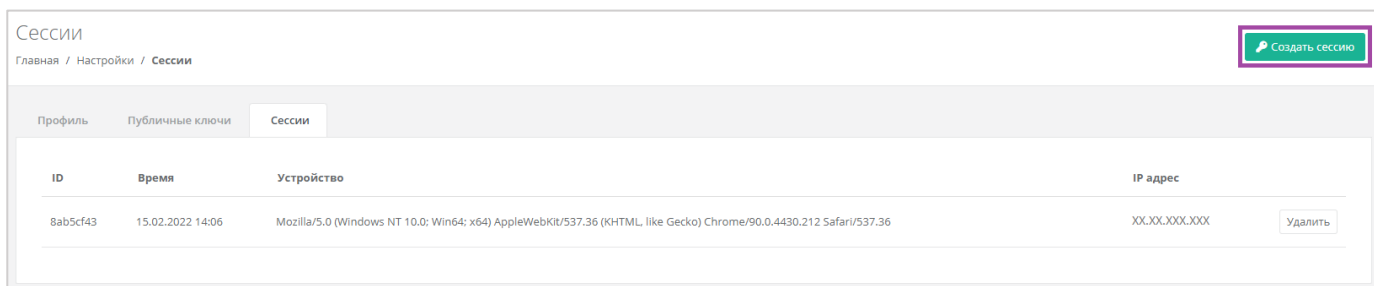 Сессии
Создать сессию
Главная / Настройки / Сессии
Профиль Публичные ключи Сессии
ID Время Устройство IP адрес
8ab5cf43 15.02.2022 14:06 Mozilla/5.0 (Windows NT 10.0; Win64; x64) AppleWebKit/537.36 (KHTML, like Gecko) Chrome/90.0.4430.212 Safari/537.36 XX.XX.XXX.XXX Удалить